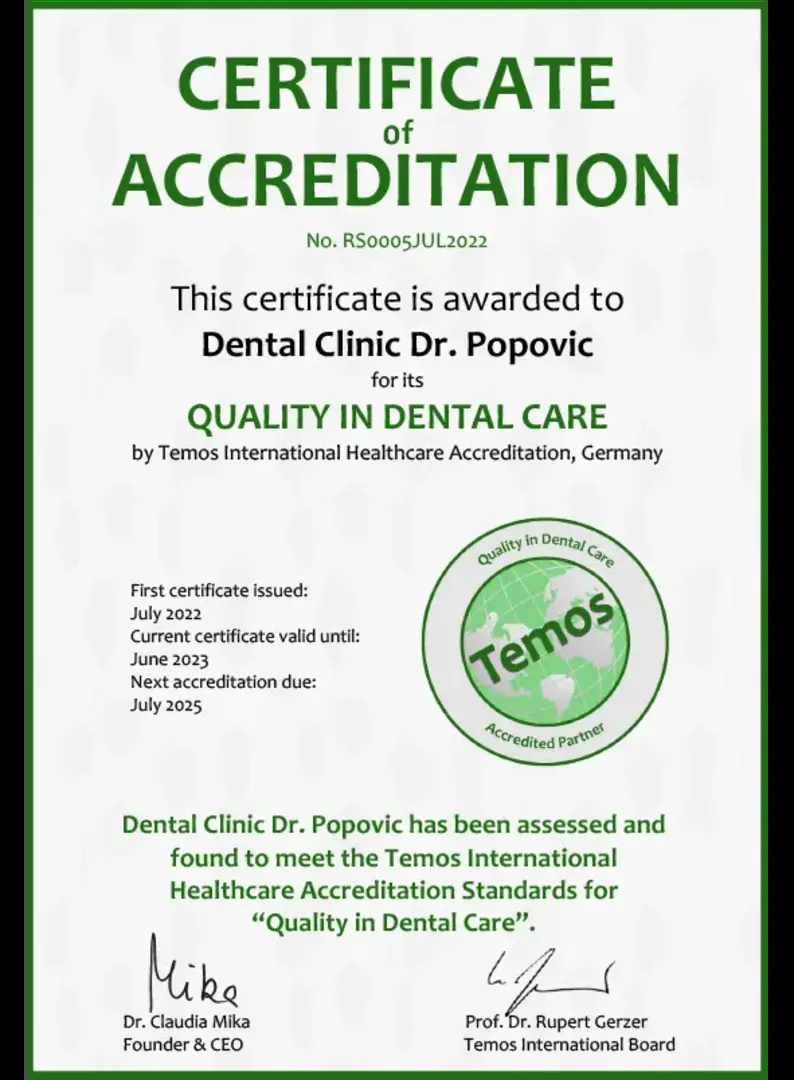 CERTIFICATE
of
ACCREDITATION
No. RS0005JUL2022
This certificate is awarded to
Dental Clinic Dr. Popovic
for its
QUALITY IN DENTAL CARE
by Temos International Healthcare Accreditation, Germany
First certificate issued:
July 2022
Current certificate valid until:
June 2023
Next accreditation due:
July 2025
Quality in Dental Care
Temos
Accredited Partner
Dental Clinic Dr. Popovic has been assessed and
found to meet the Temos International
Healthcare Accreditation Standards for
“Quality in Dental Care”.
Mika
Dr. Claudia Mika
Founder & CEO
Prof. Dr. Rupert Gerzer
Temos International Board